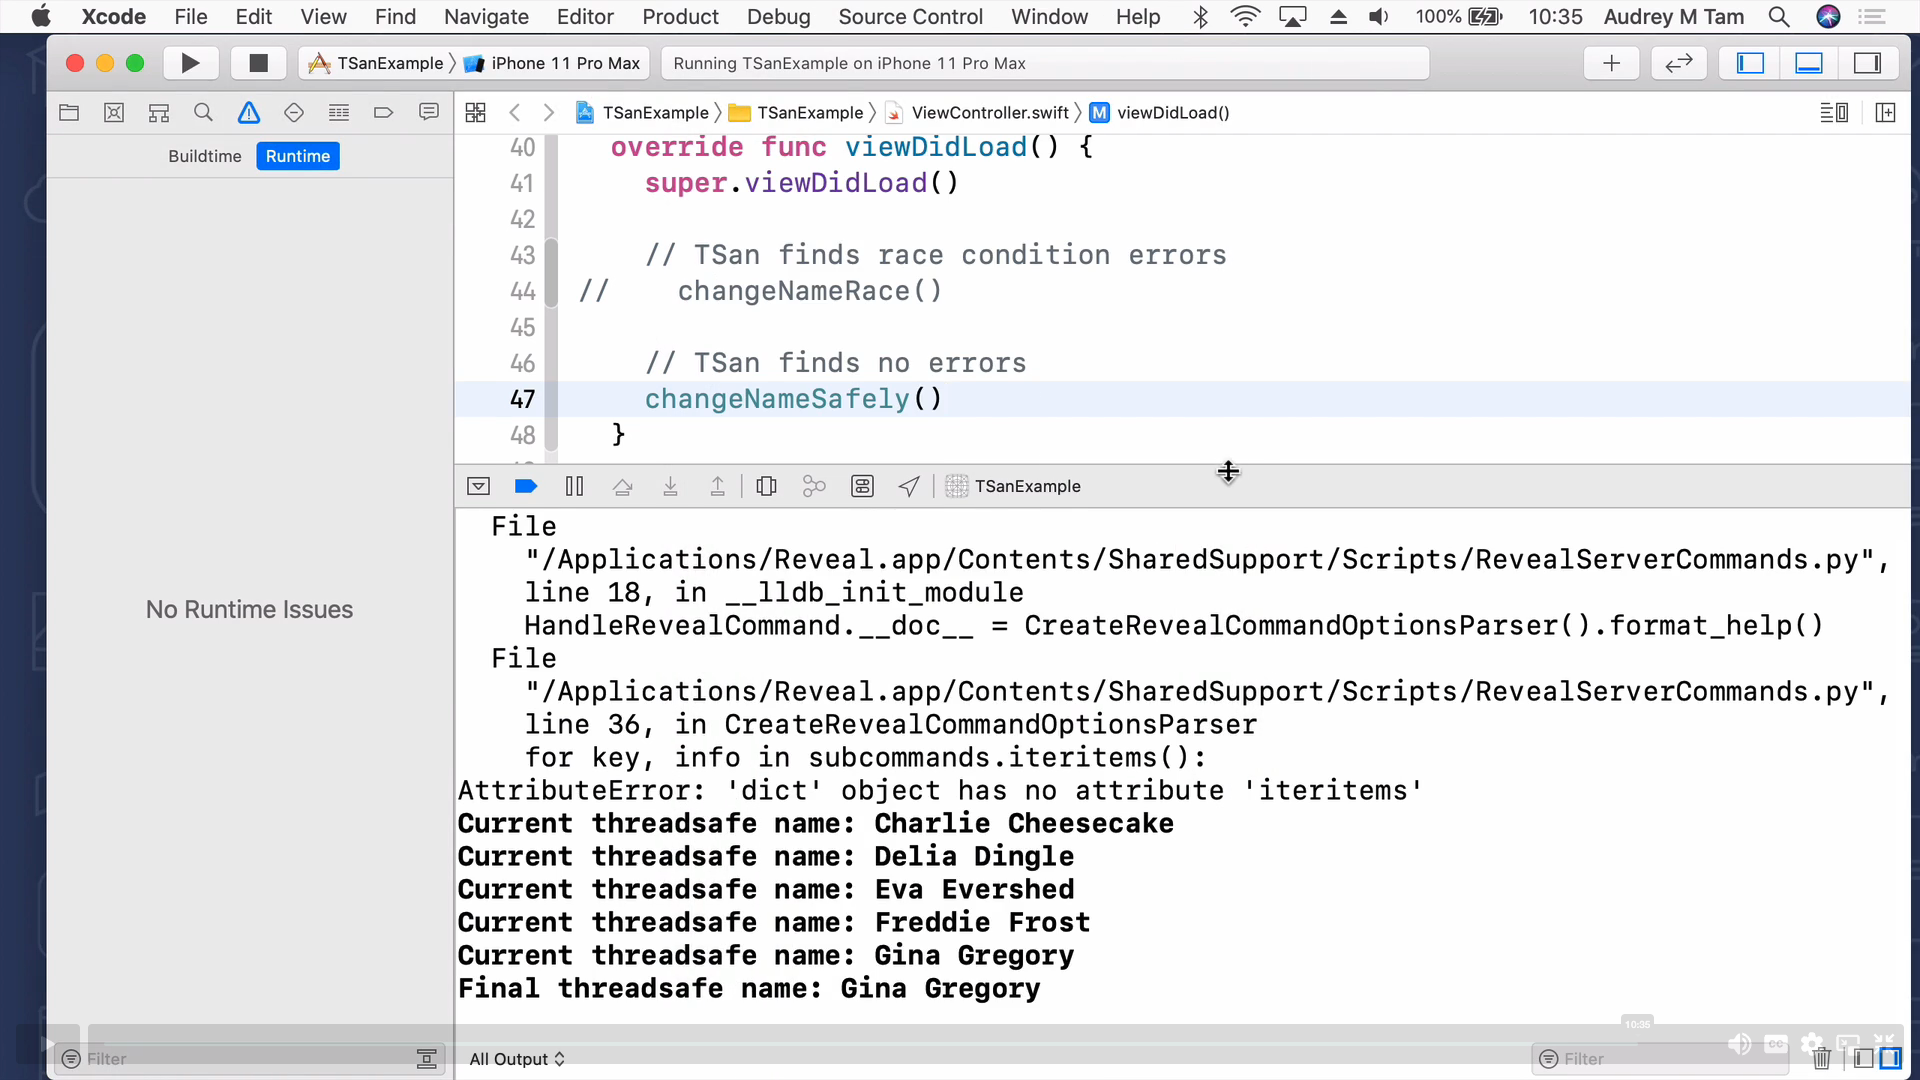 Xcode File Edit View Find Navigate Editor Product Debug Source Control Window Help 100% 10:35 Audrey M Tam
TSanExample iPhone 11 Pro Max Running TSanExample on iPhone 11 Pro Max
TSanExample TSanExample ViewController.swift M viewDidLoad()
Buildtime Runtime
40 override func viewDidLoad() {
41 super.viewDidLoad()
42
43 // TSan finds race condition errors
44 // changeNameRace()
45
46 // TSan finds no errors
47 changeNameSafely()
48 }
TSanExample
No Runtime Issues
File
"/Applications/Reveal.app/Contents/SharedSupport/Scripts/RevealServerCommands.py",
line 18, in __lldb_init_module
HandleRevealCommand.__doc__ = CreateRevealCommandOptionsParser().format_help()
File
"/Applications/Reveal.app/Contents/SharedSupport/Scripts/RevealServerCommands.py",
line 36, in CreateRevealCommandOptionsParser
for key, info in subcommands.iteritems():
AttributeError: 'dict' object has no attribute 'iteritems'
Current threadsafe name: Charlie Cheesecake
Current threadsafe name: Delia Dingle
Current threadsafe name: Eva Evershed
Current threadsafe name: Freddie Frost
Current threadsafe name: Gina Gregory
Final threadsafe name: Gina Gregory
10:35
CC
Filter All Output Filter